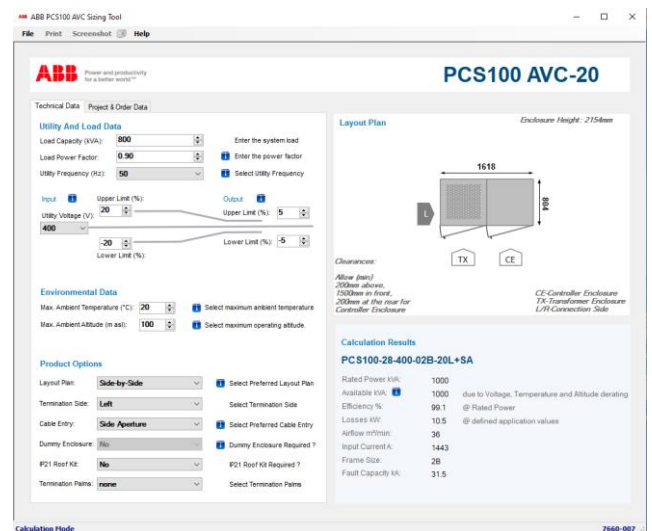 ABB PCS100 AVC Sizing Tool
File Print Screenshot Help
ABB Power and productivity
for a better world™
PCS100 AVC-20
Technical Data Project & Order Data
Utility And Load Data
Load Capacity (kVA): 800 Enter the system load
Load Power Factor: 0.90 Enter the power factor
Utility Frequency (Hz): 50 Select Utility Frequency
Input Upper Limit (%): Output
Utility Voltage (V): 20 Upper Limit (%): 5
400
-20 Lower Limit (%): -5
Lower Limit (%):
Environmental Data
Max. Ambient Temperature (°C): 20 Select maximum ambient temperature
Max. Ambient Altitude (m asl): 100 Select maximum operating altitude.
Product Options
Layout Plan: Side-by-Side Select Preferred Layout Plan
Termination Side: Left Select Termination Side
Cable Entry: Side Aperture Select Preferred Cable Entry
Dummy Enclosure: No Dummy Enclosure Required ?
IP21 Roof Kit: No IP21 Roof Kit Required ?
Termination Palms: none Select Termination Palms
Layout Plan Enclosure Height: 2154mm
1618
804
L
TX CE
Clearances:
Allow (min)
200mm above,
1500mm in front,
200mm at the rear for
Controller Enclosure
CE-Controller Enclosure
TX-Transformer Enclosure
L/R-Connection Side
Calculation Results
PCS100-28-400-02B-20L+SA
Rated Power kVA: 1000
Available kVA: 1000 due to Voltage, Temperature and Altitude derating
Efficiency %: 99.1 @ Rated Power
Losses kW: 10.5 @ defined application values
Airflow m³/min: 36
Input Current A: 1443
Frame Size: 2B
Fault Capacity kA: 31.5
Calculation Mode 7660-007